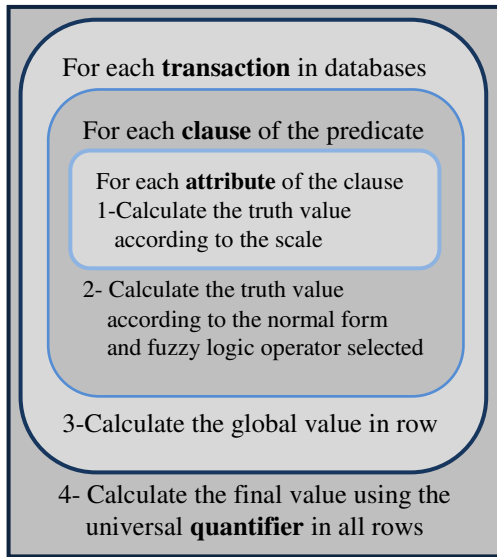 For each transaction in databases
For each clause of the predicate
For each attribute of the clause
1-Calculate the truth value
according to the scale
2- Calculate the truth value
according to the normal form
and fuzzy logic operator selected
3-Calculate the global value in row
4- Calculate the final value using the
universal quantifier in all rows